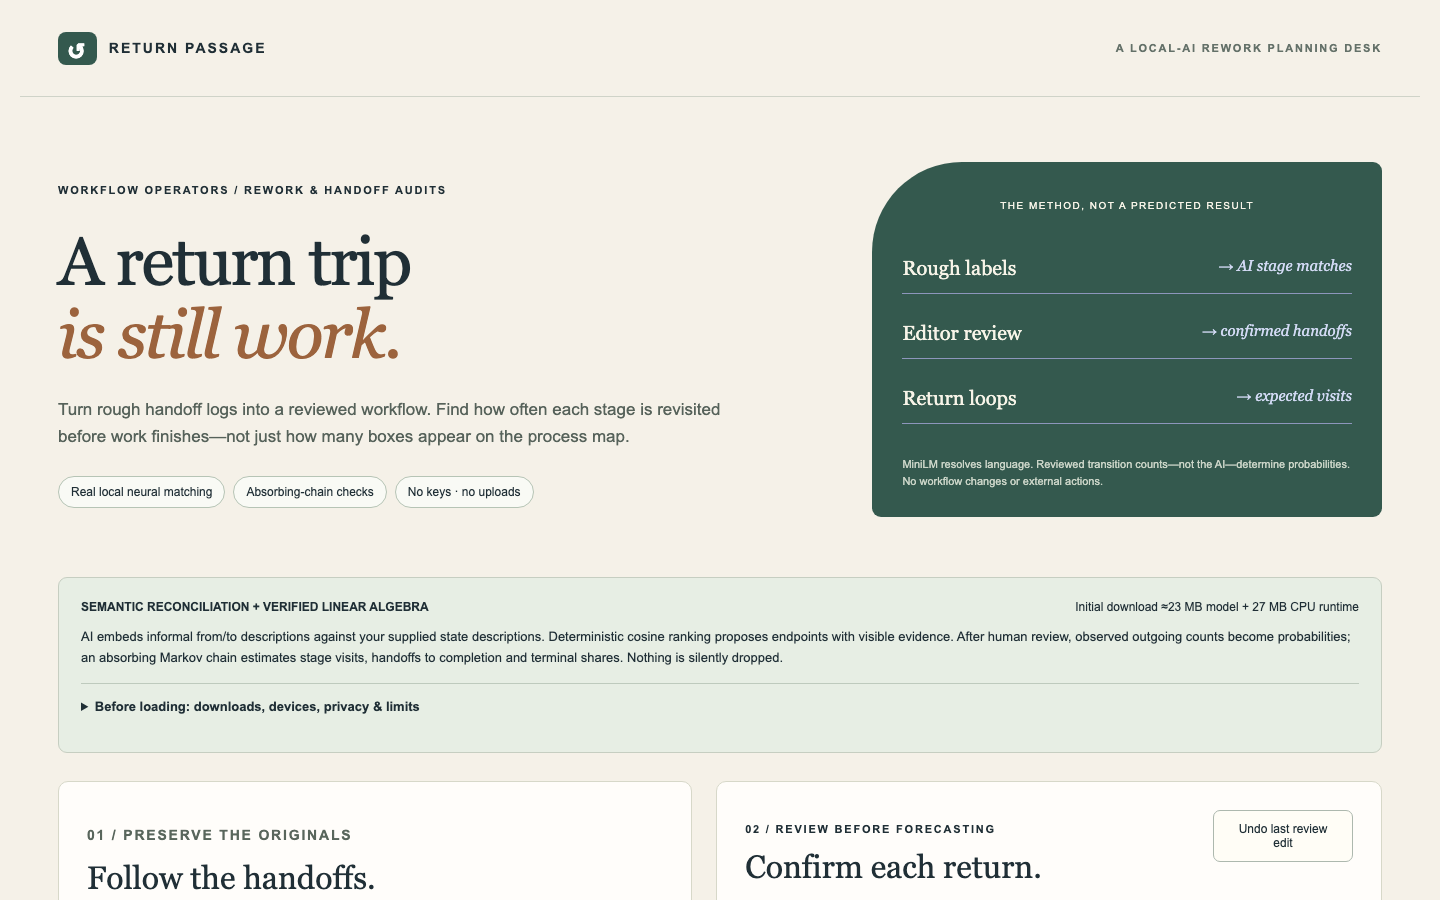 RETURN PASSAGE
A LOCAL-AI REWORK PLANNING DESK
WORKFLOW OPERATORS / REWORK & HANDOFF AUDITS
A return trip
is still work.
Turn rough handoff logs into a reviewed workflow. Find how often each stage is revisited
before work finishes—not just how many boxes appear on the process map.
Real local neural matching
Absorbing-chain checks
No keys · no uploads
THE METHOD, NOT A PREDICTED RESULT
Rough labels
→ AI stage matches
Editor review
→ confirmed handoffs
Return loops
→ expected visits
MiniLM resolves language. Reviewed transition counts—not the AI—determine probabilities.
No workflow changes or external actions.
SEMANTIC RECONCILIATION + VERIFIED LINEAR ALGEBRA
Initial download ≈23 MB model + 27 MB CPU runtime
AI embeds informal from/to descriptions against your supplied state descriptions. Deterministic cosine ranking proposes endpoints with visible evidence. After human review, observed outgoing counts become probabilities;
an absorbing Markov chain estimates stage visits, handoffs to completion and terminal shares. Nothing is silently dropped.
Before loading: downloads, devices, privacy & limits
01 / PRESERVE THE ORIGINALS
Follow the handoffs.
02 / REVIEW BEFORE FORECASTING
Confirm each return.
Undo last review
edit